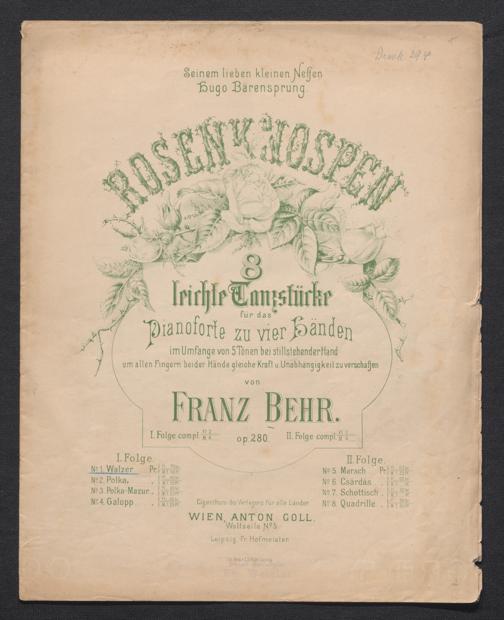 Druck 294
Seinem lieben kleinen Neffen
Hugo Bärensprung
ROSENKNOSPEN
8
leichte Tanzstücke
für das
Pianoforte zu vier Händen
im Umfange von 5 Tönen bei stillstehender Hand
um allen Fingern beider Hände gleiche Kraft u. Unabhängigkeit zu verschaffen
von
FRANZ BEHR.
I. Folge compl.
op. 280.
II. Folge compl.
I. Folge.
No. 1. Walzer Pr.
No. 2. Polka.
No. 3. Polka-Mazur.
No. 4. Galopp.
II. Folge.
No. 5. Marsch Pr.
No. 6. Csárdás
No. 7. Schottisch
No. 8. Quadrille
Eigenthum des Verlegers für alle Länder
WIEN, ANTON GOLL.
Wollzeile No. 5
Leipzig, Fr. Hofmeister